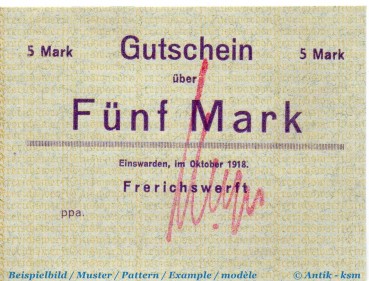 5 Mark Gutschein 5 Mark
über
Fünf Mark
Einswarden, im Oktober 1918.
Frerichswerft
ppa.
Beispielbild / Muster / Pattern / Example / modèle © Antik - ksm